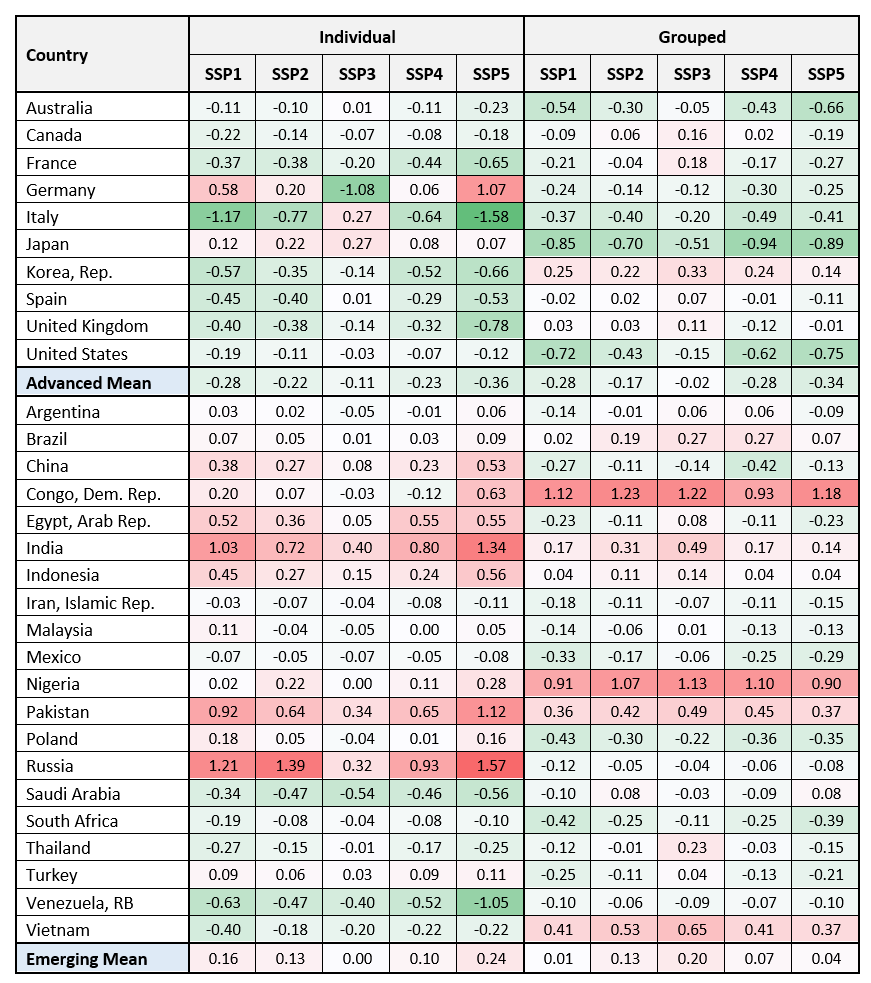 Country Individual Grouped
SSP1 SSP2 SSP3 SSP4 SSP5 SSP1 SSP2 SSP3 SSP4 SSP5
Australia -0.11 -0.10 0.01 -0.11 -0.23 -0.54 -0.30 -0.05 -0.43 -0.66
Canada -0.22 -0.14 -0.07 -0.08 -0.18 -0.09 0.06 0.16 0.02 -0.19
France -0.37 -0.38 -0.20 -0.44 -0.65 -0.21 -0.04 0.18 -0.17 -0.27
Germany 0.58 0.20 -1.08 0.06 1.07 -0.24 -0.14 -0.12 -0.30 -0.25
Italy -1.17 -0.77 0.27 -0.64 -1.58 -0.37 -0.40 -0.20 -0.49 -0.41
Japan 0.12 0.22 0.27 0.08 0.07 -0.85 -0.70 -0.51 -0.94 -0.89
Korea, Rep. -0.57 -0.35 -0.14 -0.52 -0.66 0.25 0.22 0.33 0.24 0.14
Spain -0.45 -0.40 0.01 -0.29 -0.53 -0.02 0.02 0.07 -0.01 -0.11
United Kingdom -0.40 -0.38 -0.14 -0.32 -0.78 0.03 0.03 0.11 -0.12 -0.01
United States -0.19 -0.11 -0.03 -0.07 -0.12 -0.72 -0.43 -0.15 -0.62 -0.75
Advanced Mean -0.28 -0.22 -0.11 -0.23 -0.36 -0.28 -0.17 -0.02 -0.28 -0.34
Argentina 0.03 0.02 -0.05 -0.01 0.06 -0.14 -0.01 0.06 0.06 -0.09
Brazil 0.07 0.05 0.01 0.03 0.09 0.02 0.19 0.27 0.27 0.07
China 0.38 0.27 0.08 0.23 0.53 -0.27 -0.11 -0.14 -0.42 -0.13
Congo, Dem. Rep. 0.20 0.07 -0.03 -0.12 0.63 1.12 1.23 1.22 0.93 1.18
Egypt, Arab Rep. 0.52 0.36 0.05 0.55 0.55 -0.23 -0.11 0.08 -0.11 -0.23
India 1.03 0.72 0.40 0.80 1.34 0.17 0.31 0.49 0.17 0.14
Indonesia 0.45 0.27 0.15 0.24 0.56 0.04 0.11 0.14 0.04 0.04
Iran, Islamic Rep. -0.03 -0.07 -0.04 -0.08 -0.11 -0.18 -0.11 -0.07 -0.11 -0.15
Malaysia 0.11 -0.04 -0.05 0.00 0.05 -0.14 -0.06 0.01 -0.13 -0.13
Mexico -0.07 -0.05 -0.07 -0.05 -0.08 -0.33 -0.17 -0.06 -0.25 -0.29
Nigeria 0.02 0.22 0.00 0.11 0.28 0.91 1.07 1.13 1.10 0.90
Pakistan 0.92 0.64 0.34 0.65 1.12 0.36 0.42 0.49 0.45 0.37
Poland 0.18 0.05 -0.04 0.01 0.16 -0.43 -0.30 -0.22 -0.36 -0.35
Russia 1.21 1.39 0.32 0.93 1.57 -0.12 -0.05 -0.04 -0.06 -0.08
Saudi Arabia -0.34 -0.47 -0.54 -0.46 -0.56 -0.10 0.08 -0.03 -0.09 0.08
South Africa -0.19 -0.08 -0.04 -0.08 -0.10 -0.42 -0.25 -0.11 -0.25 -0.39
Thailand -0.27 -0.15 -0.01 -0.17 -0.25 -0.12 -0.01 0.23 -0.03 -0.15
Turkey 0.09 0.06 0.03 0.09 0.11 -0.25 -0.11 0.04 -0.13 -0.21
Venezuela, RB -0.63 -0.47 -0.40 -0.52 -1.05 -0.10 -0.06 -0.09 -0.07 -0.10
Vietnam -0.40 -0.18 -0.20 -0.22 -0.22 0.41 0.53 0.65 0.41 0.37
Emerging Mean 0.16 0.13 0.00 0.10 0.24 0.01 0.13 0.20 0.07 0.04